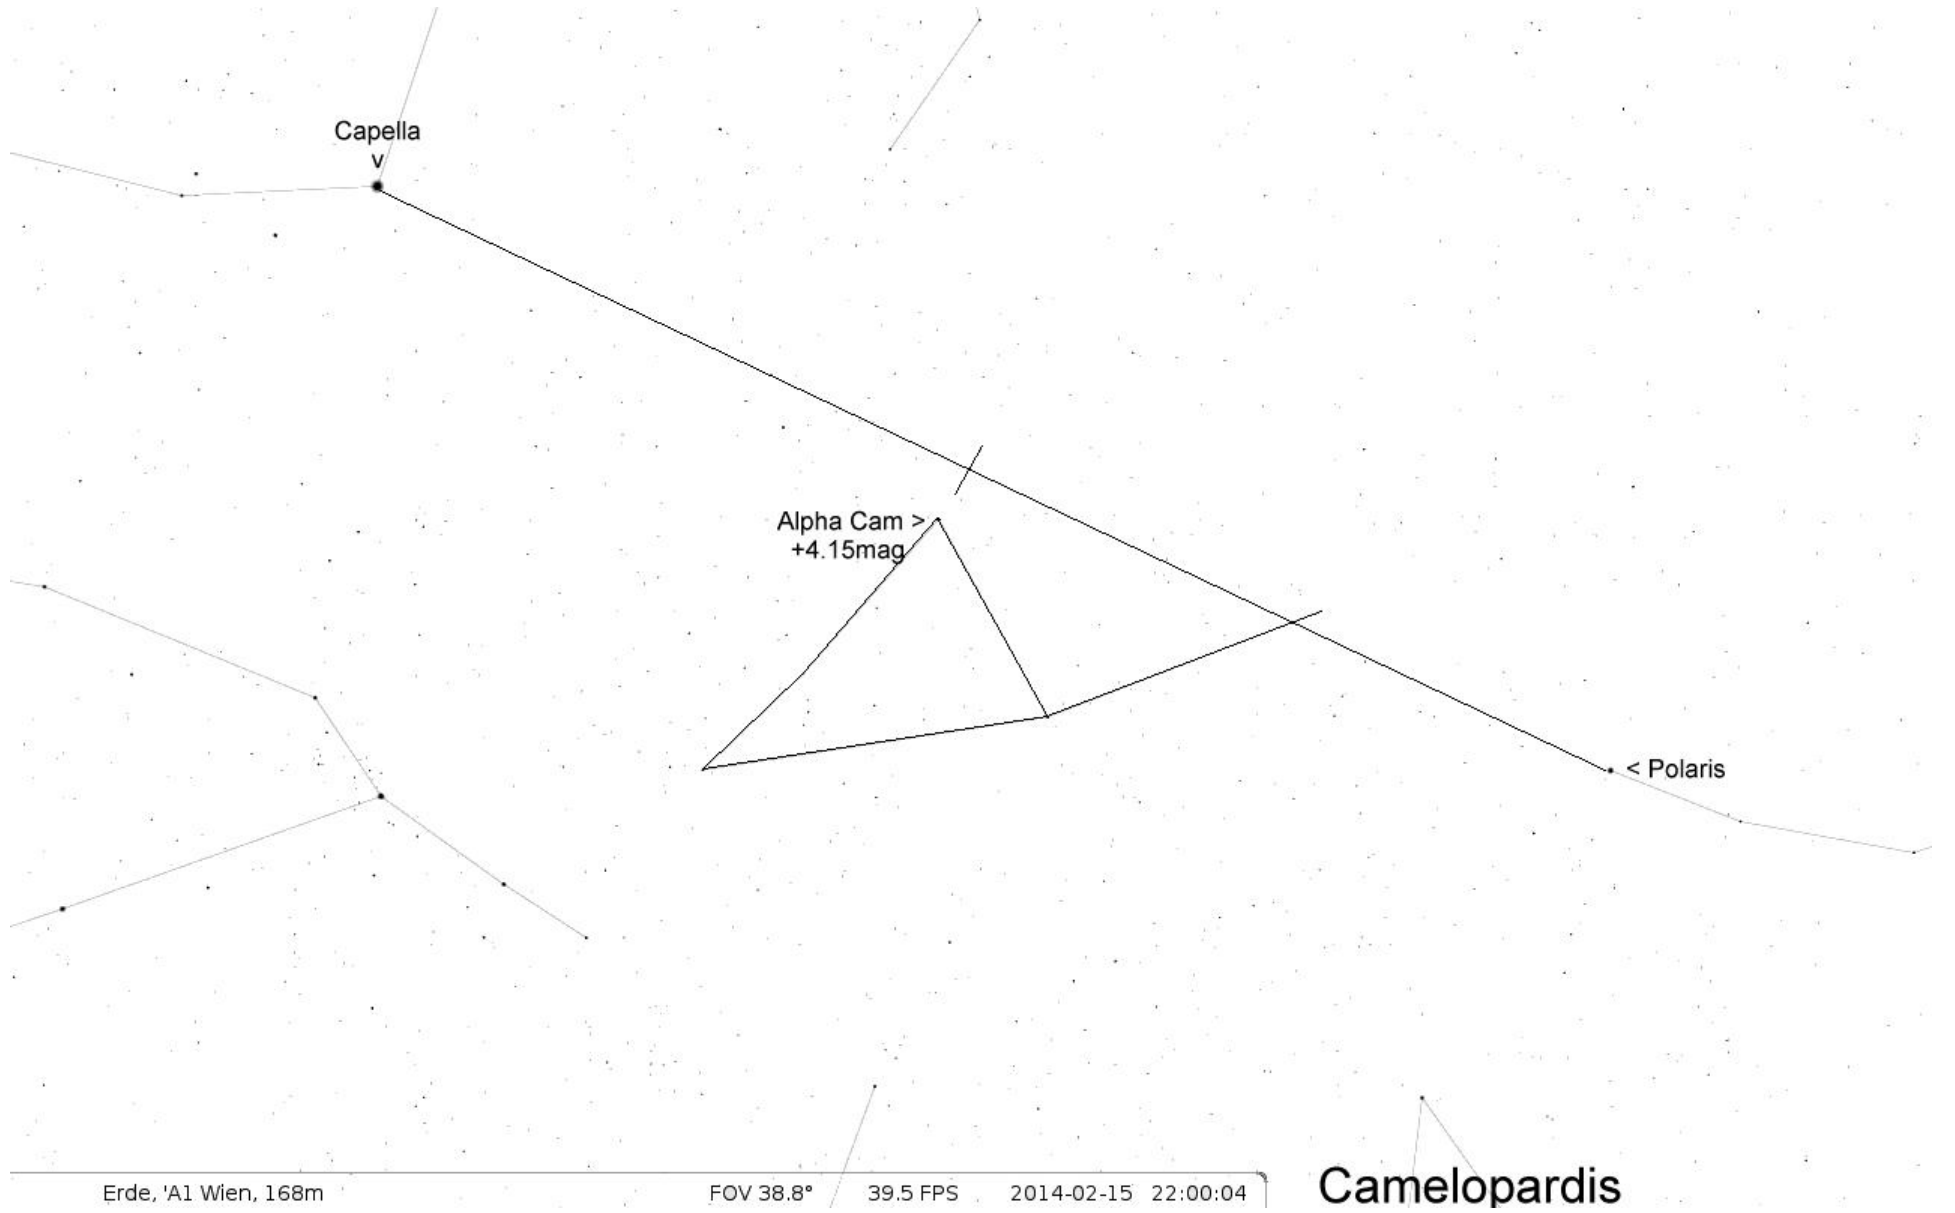 Capella
v
Alpha Cam >
+4.15mag
< Polaris
Erde, 'A1 Wien, 168m
FOV 38.8°
39.5 FPS
2014-02-15 22:00:04
Camelopardis